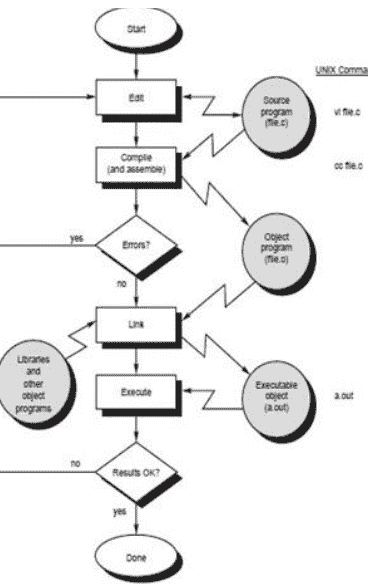 Start
UNIX Comma
Edit
Source
program
(file.c)
vi file.c
Compile
(and assemble)
cc file.c
yes
Errors?
Object
program
(file.o)
no
Link
Libraries
and
other
object
programs
Execute
Executable
object
(a.out)
a.out
no
Results OK?
yes
Done